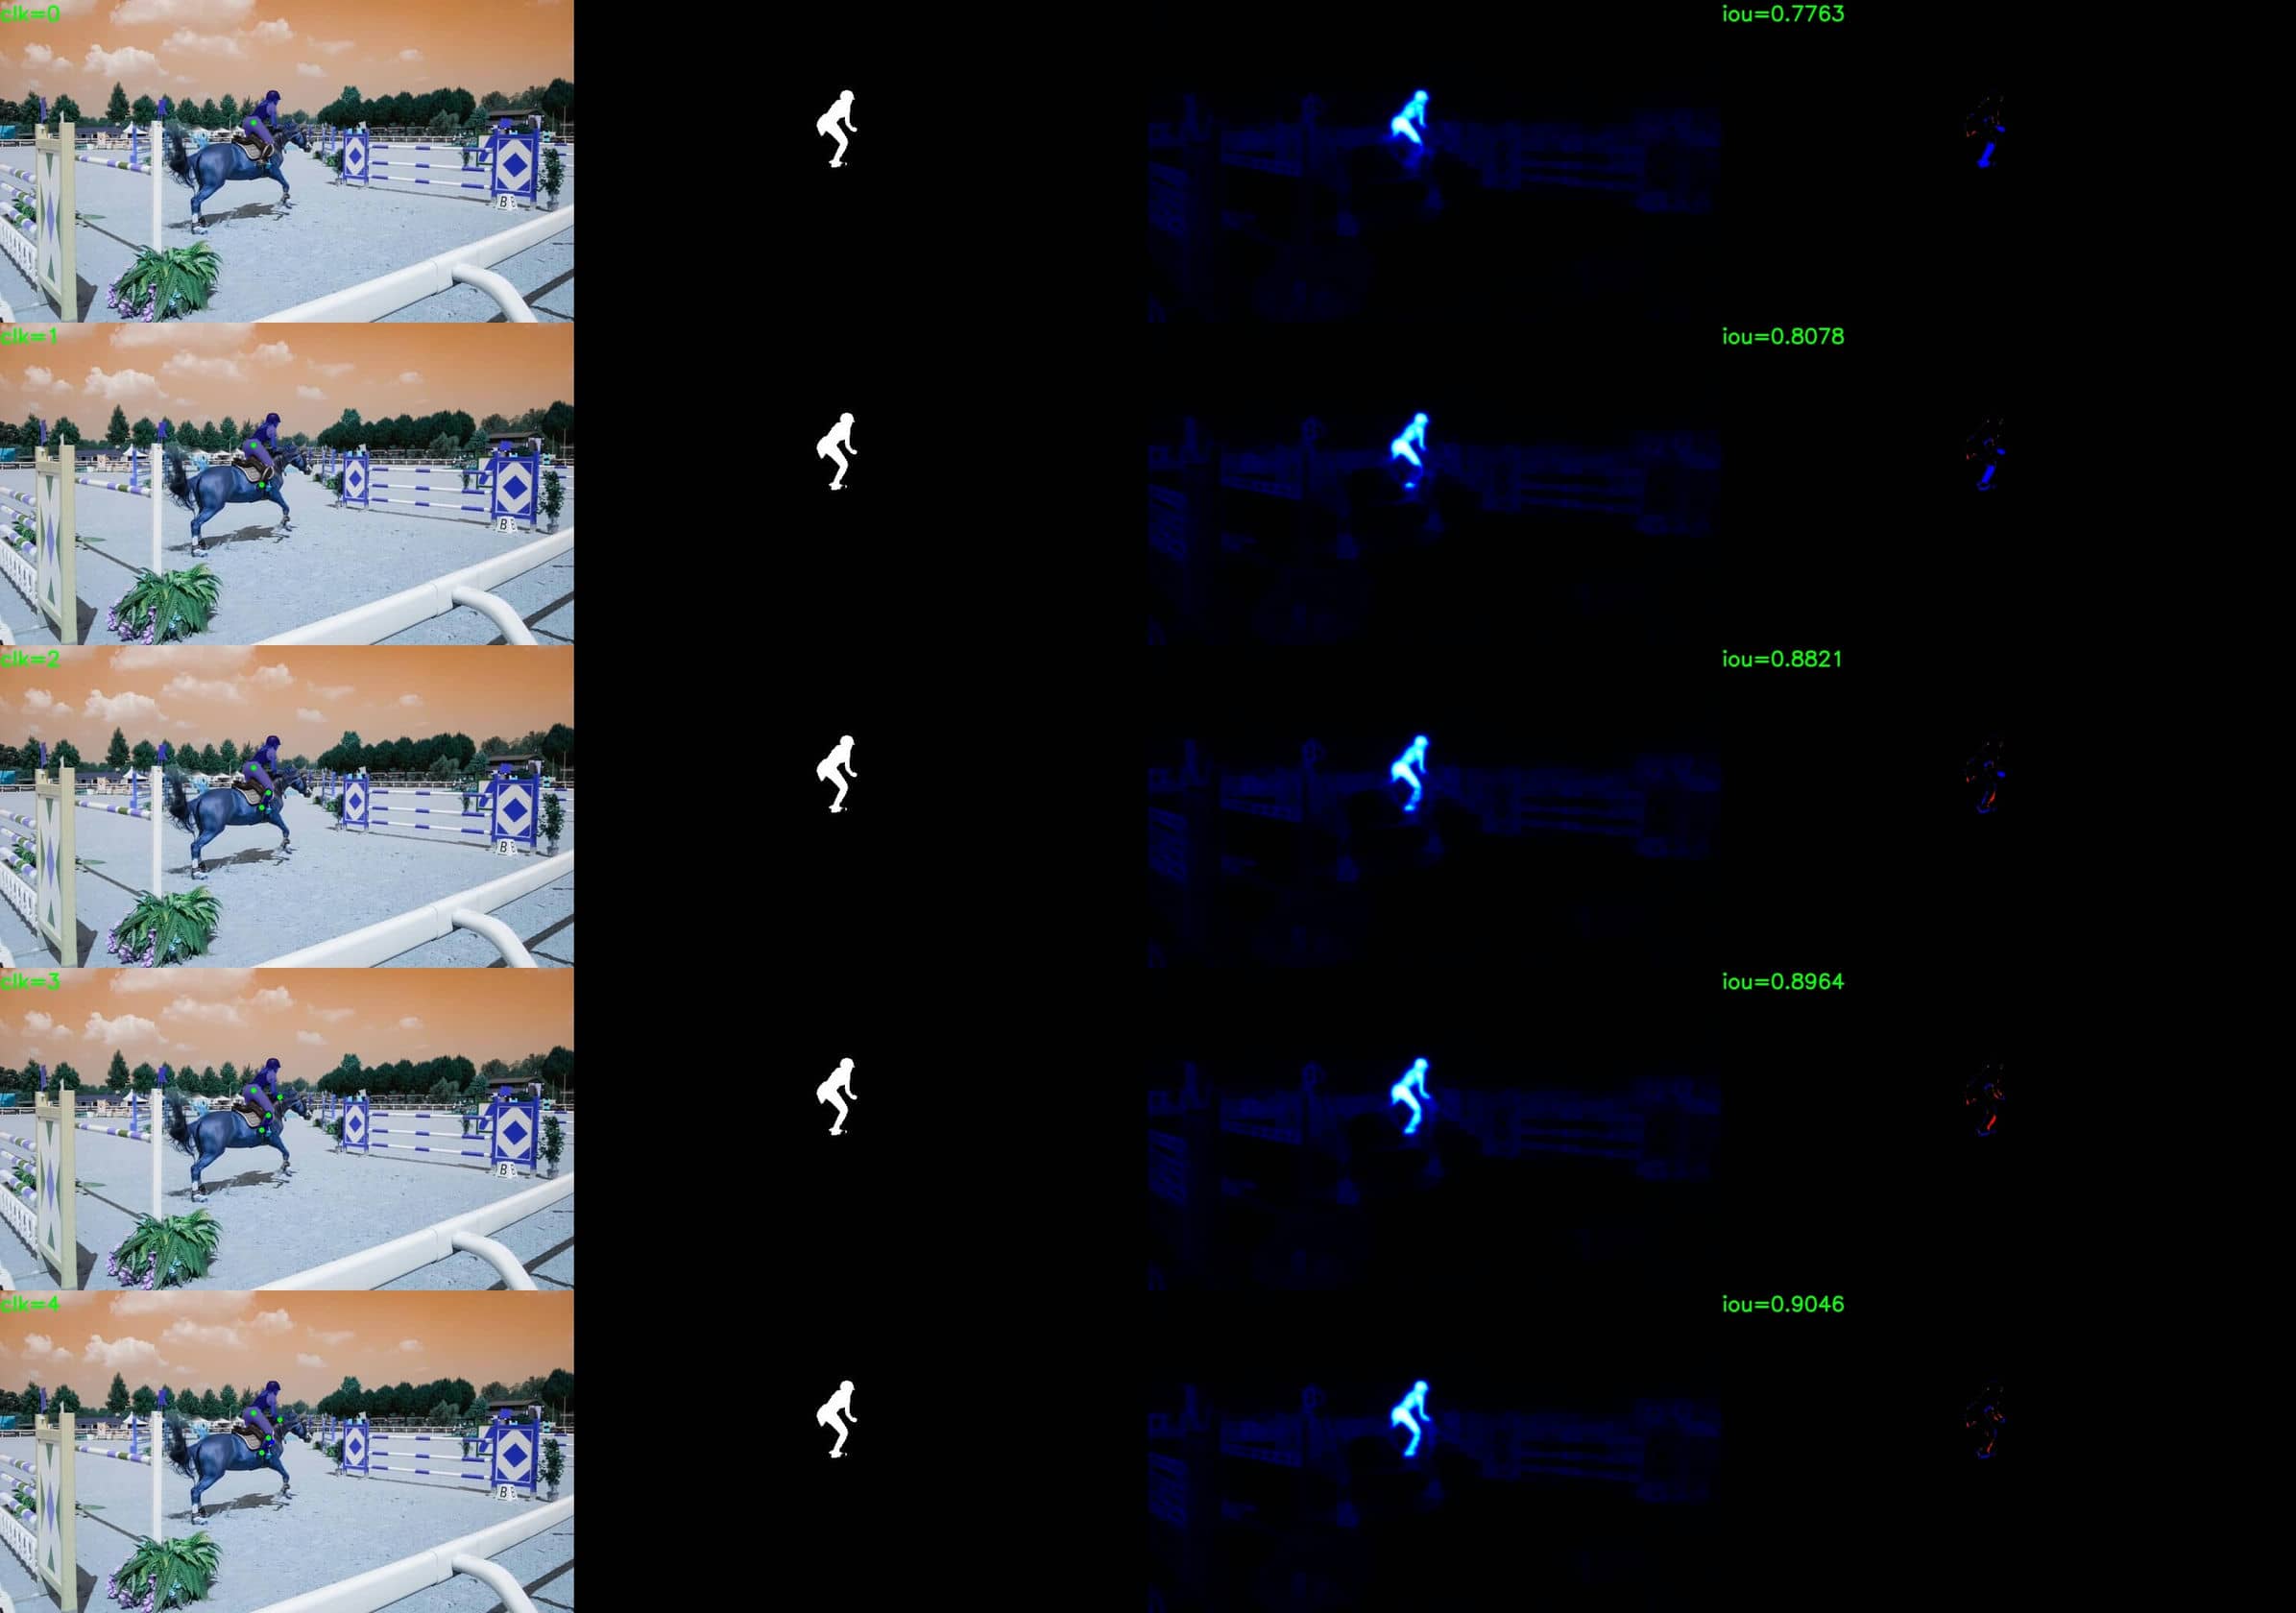 clk=0
iou=0.7763
B
clk=1
iou=0.8078
B
clk=2
iou=0.8821
B
clk=3
iou=0.8964
B
clk=4
iou=0.9046
B